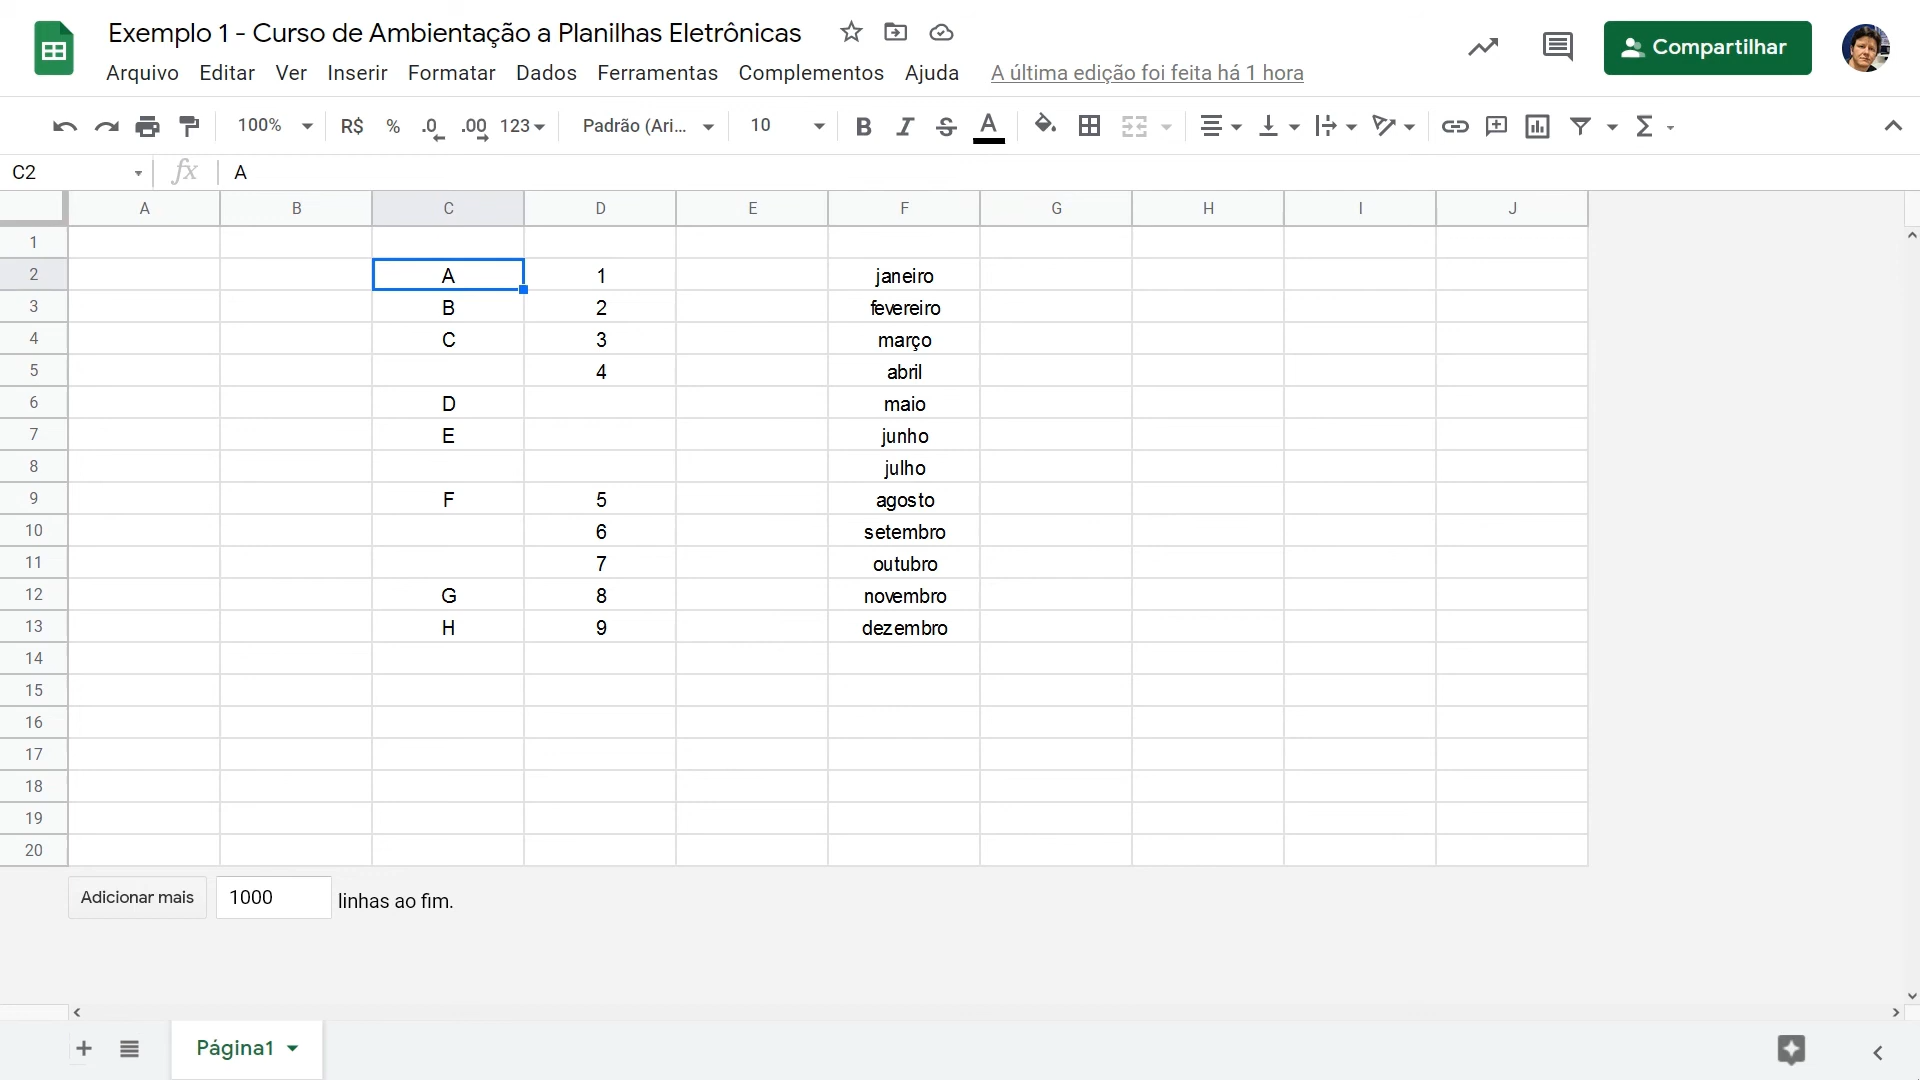 Exemplo 1 - Curso de Ambientação a Planilhas Eletrônicas
Arquivo Editar Ver Inserir Formatar Dados Ferramentas Complementos Ajuda A última edição foi feita há 1 hora
Compartilhar
100% R$ % .0 .00 123 Padrão (Ari... 10 B I S A Σ
C2 fx A
A B C D E F G H I J
1
2 A 1 janeiro
3 B 2 fevereiro
4 C 3 março
5 4 abril
6 D maio
7 E junho
8 julho
9 F 5 agosto
10 6 setembro
11 7 outubro
12 G 8 novembro
13 H 9 dezembro
14
15
16
17
18
19
20
Adicionar mais 1000 linhas ao fim.
Página1